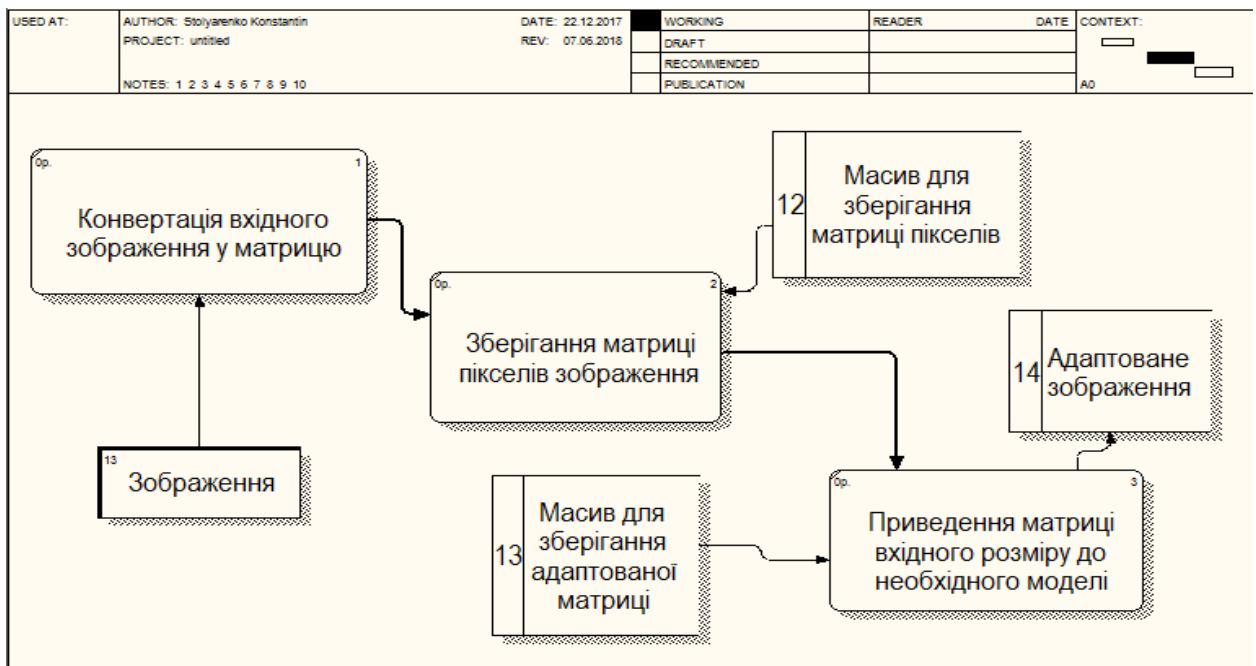 USED AT:
AUTHOR: Stolyarenko Konstantin
DATE: 22.12.2017
WORKING
READER
DATE
CONTEXT:
PROJECT: untitled
REV: 07.06.2018
DRAFT
RECOMMENDED
NOTES: 1 2 3 4 5 6 7 8 9 10
PUBLICATION
A0
0р.
1
Конвертація вхідного
зображення у матрицю
12
Масив для
зберігання
матриці пікселів
0р.
2
Зберігання матриці
пікселів зображення
14
Адаптоване
зображення
13
Зображення
13
Масив для
зберігання
адаптованої
матриці
0р.
3
Приведення матриці
вхідного розміру до
необхідного моделі